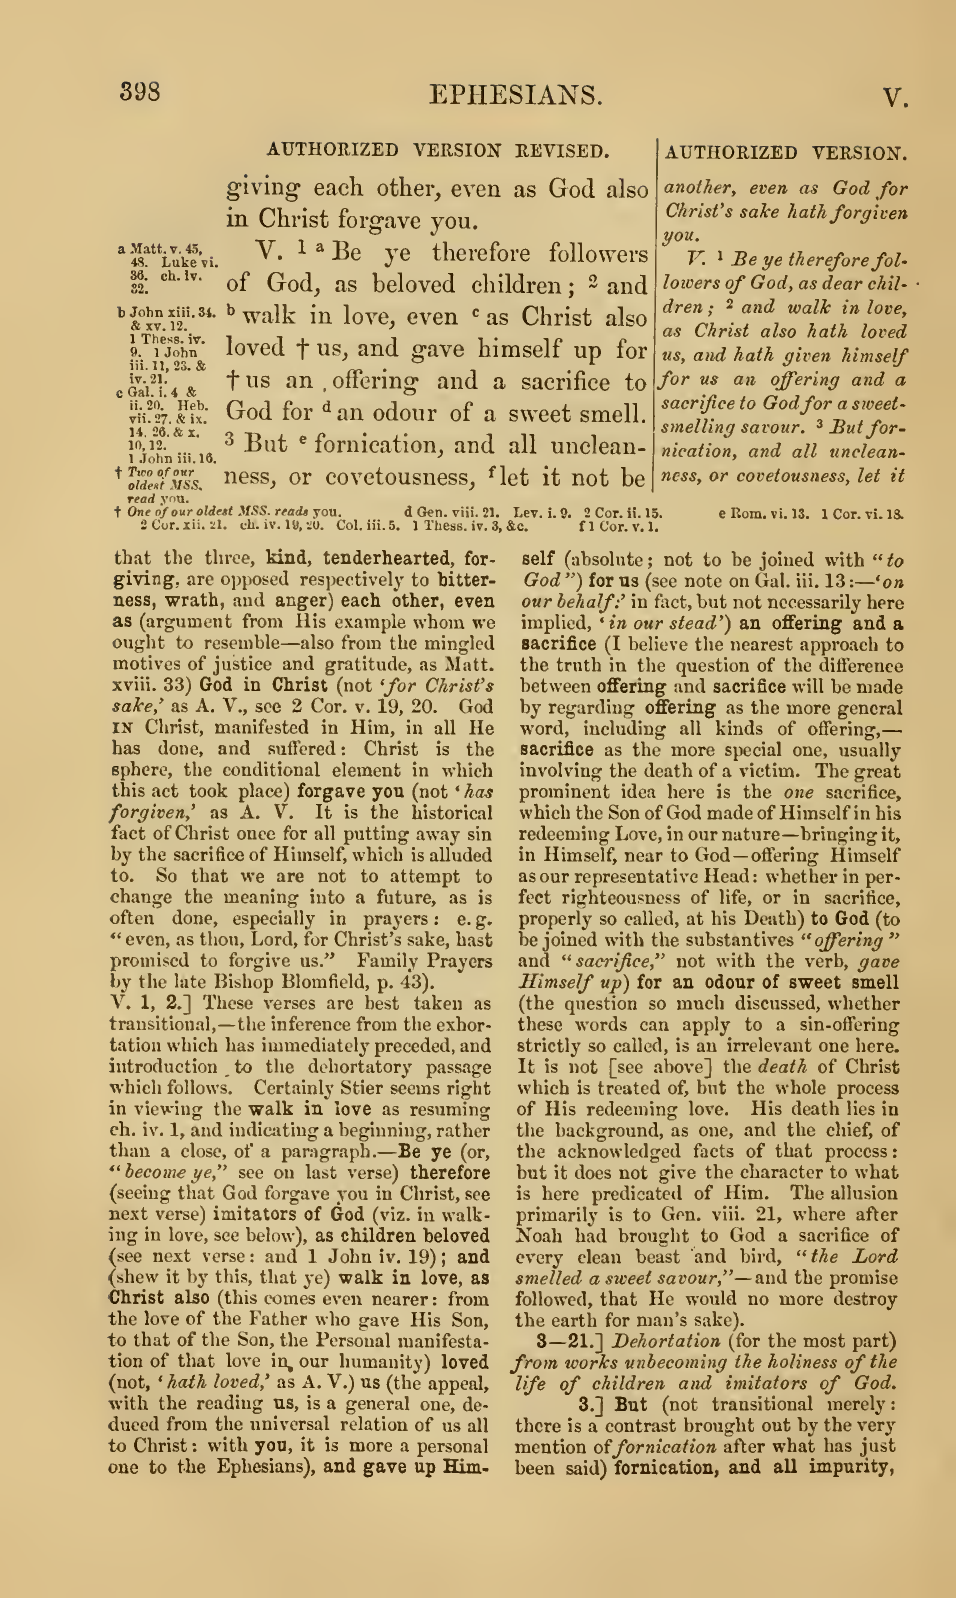 398
EPHESIANS.
V.
AUTHORIZED VERSION REVISED.
giving each other, even as God also
in Christ forgave you.
V. 1 a Be ye therefore followers
of God, as beloved children; 2 and
b walk in love, even c as Christ also
loved † us, and gave himself up for
† us an offering and a sacrifice to
God for d an odour of a sweet smell.
3 But e fornication, and all unclean-
ness, or covetousness, f let it not be
a Matt. v. 45,
48. Luke vi.
36. ch. iv.
32.
b John xiii. 34.
& xv. 12.
1 Thess. iv.
9. 1 John
iii. 11, 23. &
iv. 21.
c Gal. i. 4 &
ii. 20. Heb.
vii. 27. & ix.
14. 26. & x.
10, 12.
1 John iii. 16.
† Two of our
oldest MSS.
read you.
AUTHORIZED VERSION.
another, even as God for
Christ's sake hath forgiven
you.
V. 1 Be ye therefore fol-
lowers of God, as dear chil-
dren; 2 and walk in love,
as Christ also hath loved
us, and hath given himself
for us an offering and a
sacrifice to God for a sweet-
smelling savour. 3 But for-
nication, and all unclean-
ness, or covetousness, let it
† One of our oldest MSS. reads you. d Gen. viii. 21. Lev. i. 9. 2 Cor. ii. 15. e Rom. vi. 13. 1 Cor. vi. 18.
2 Cor. xii. 21. ch. iv. 19, 20. Col. iii. 5. 1 Thess. iv. 3, &c. f 1 Cor. v. 1.
that the three, kind, tenderhearted, for-
giving, are opposed respectively to bitter-
ness, wrath, and anger) each other, even
as (argument from His example whom we
ought to resemble—also from the mingled
motives of justice and gratitude, as Matt.
xviii. 33) God in Christ (not 'for Christ's
sake,' as A. V., see 2 Cor. v. 19, 20. God
IN Christ, manifested in Him, in all He
has done, and suffered: Christ is the
sphere, the conditional element in which
this act took place) forgave you (not 'has
forgiven,' as A. V. It is the historical
fact of Christ once for all putting away sin
by the sacrifice of Himself, which is alluded
to. So that we are not to attempt to
change the meaning into a future, as is
often done, especially in prayers: e. g.
"even, as thou, Lord, for Christ's sake, hast
promised to forgive us." Family Prayers
by the late Bishop Blomfield, p. 43).
V. 1, 2.] These verses are best taken as
transitional,—the inference from the exhor-
tation which has immediately preceded, and
introduction to the dehortatory passage
which follows. Certainly Stier seems right
in viewing the walk in love as resuming
ch. iv. 1, and indicating a beginning, rather
than a close, of a paragraph.—Be ye (or,
"become ye," see on last verse) therefore
(seeing that God forgave you in Christ, see
next verse) imitators of God (viz. in walk-
ing in love, see below), as children beloved
(see next verse: and 1 John iv. 19); and
(shew it by this, that ye) walk in love, as
Christ also (this comes even nearer: from
the love of the Father who gave His Son,
to that of the Son, the Personal manifesta-
tion of that love in our humanity) loved
(not, 'hath loved,' as A. V.) us (the appeal,
with the reading us, is a general one, de-
duced from the universal relation of us all
to Christ: with you, it is more a personal
one to the Ephesians), and gave up Him-
self (absolute; not to be joined with "to
God") for us (see note on Gal. iii. 13:—'on
our behalf:' in fact, but not necessarily here
implied, 'in our stead') an offering and a
sacrifice (I believe the nearest approach to
the truth in the question of the difference
between offering and sacrifice will be made
by regarding offering as the more general
word, including all kinds of offering,—
sacrifice as the more special one, usually
involving the death of a victim. The great
prominent idea here is the one sacrifice,
which the Son of God made of Himself in his
redeeming Love, in our nature—bringing it,
in Himself, near to God—offering Himself
as our representative Head: whether in per-
fect righteousness of life, or in sacrifice,
properly so called, at his Death) to God (to
be joined with the substantives "offering"
and "sacrifice," not with the verb, gave
Himself up) for an odour of sweet smell
(the question so much discussed, whether
these words can apply to a sin-offering
strictly so called, is an irrelevant one here.
It is not [see above] the death of Christ
which is treated of, but the whole process
of His redeeming love. His death lies in
the background, as one, and the chief, of
the acknowledged facts of that process:
but it does not give the character to what
is here predicated of Him. The allusion
primarily is to Gen. viii. 21, where after
Noah had brought to God a sacrifice of
every clean beast and bird, "the Lord
smelled a sweet savour,"—and the promise
followed, that He would no more destroy
the earth for man's sake).
3—21.] Dehortation (for the most part)
from works unbecoming the holiness of the
life of children and imitators of God.
3.] But (not transitional merely:
there is a contrast brought out by the very
mention of fornication after what has just
been said) fornication, and all impurity,